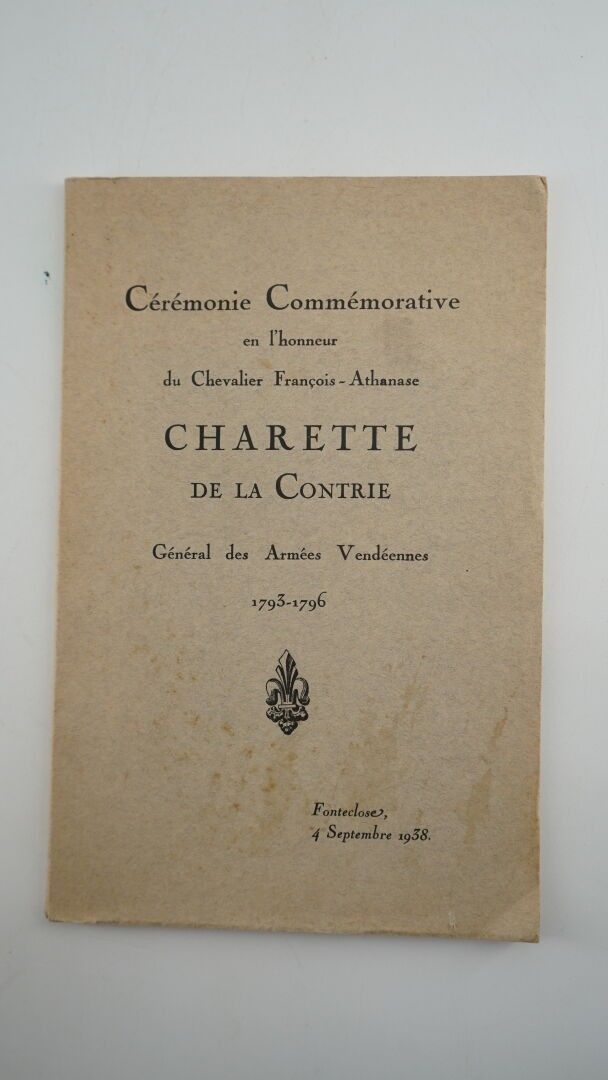 Cérémonie Commémorative
en l'honneur
du Chevalier François-Athanase
CHARETTE
DE LA CONTRIE
Général des Armées Vendéennes
1793-1796
Fonteclose,
4 Septembre 1938.